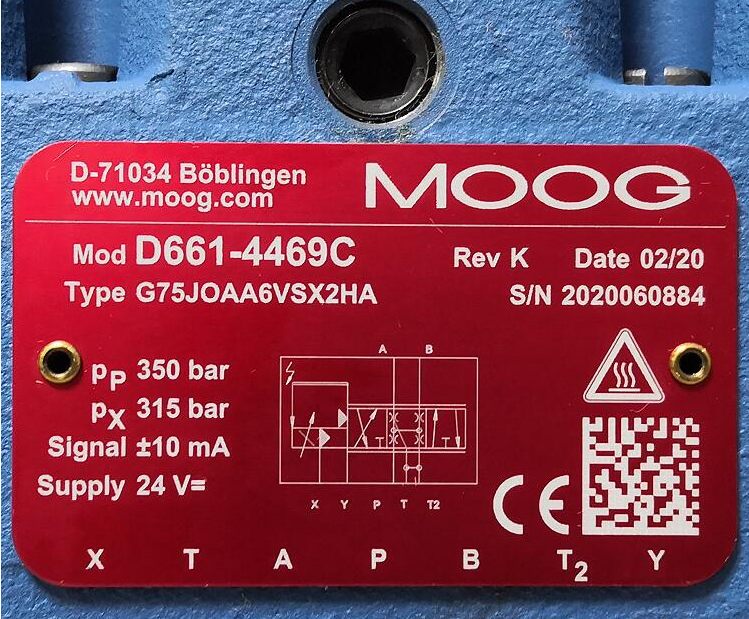 D-71034 Böblingen
www.moog.com
MOOG
Mod D661-4469C Rev K Date 02/20
Type G75JOAA6VSX2HA S/N 2020060884
pP 350 bar
pX 315 bar
Signal ±10 mA
Supply 24 V⎓
A B
T T
X Y P T T2
CE
X T A P B T2 Y